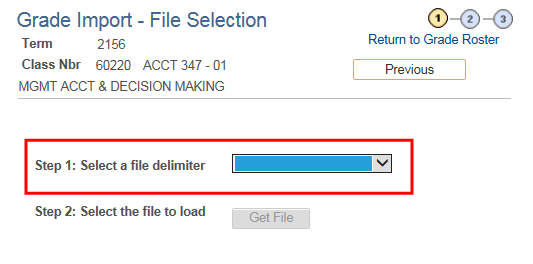 Grade Import - File Selection
1 2 3
Return to Grade Roster
Term 2156
Class Nbr 60220 ACCT 347 - 01
Previous
MGMT ACCT & DECISION MAKING
Step 1: Select a file delimiter
Step 2: Select the file to load
Get File